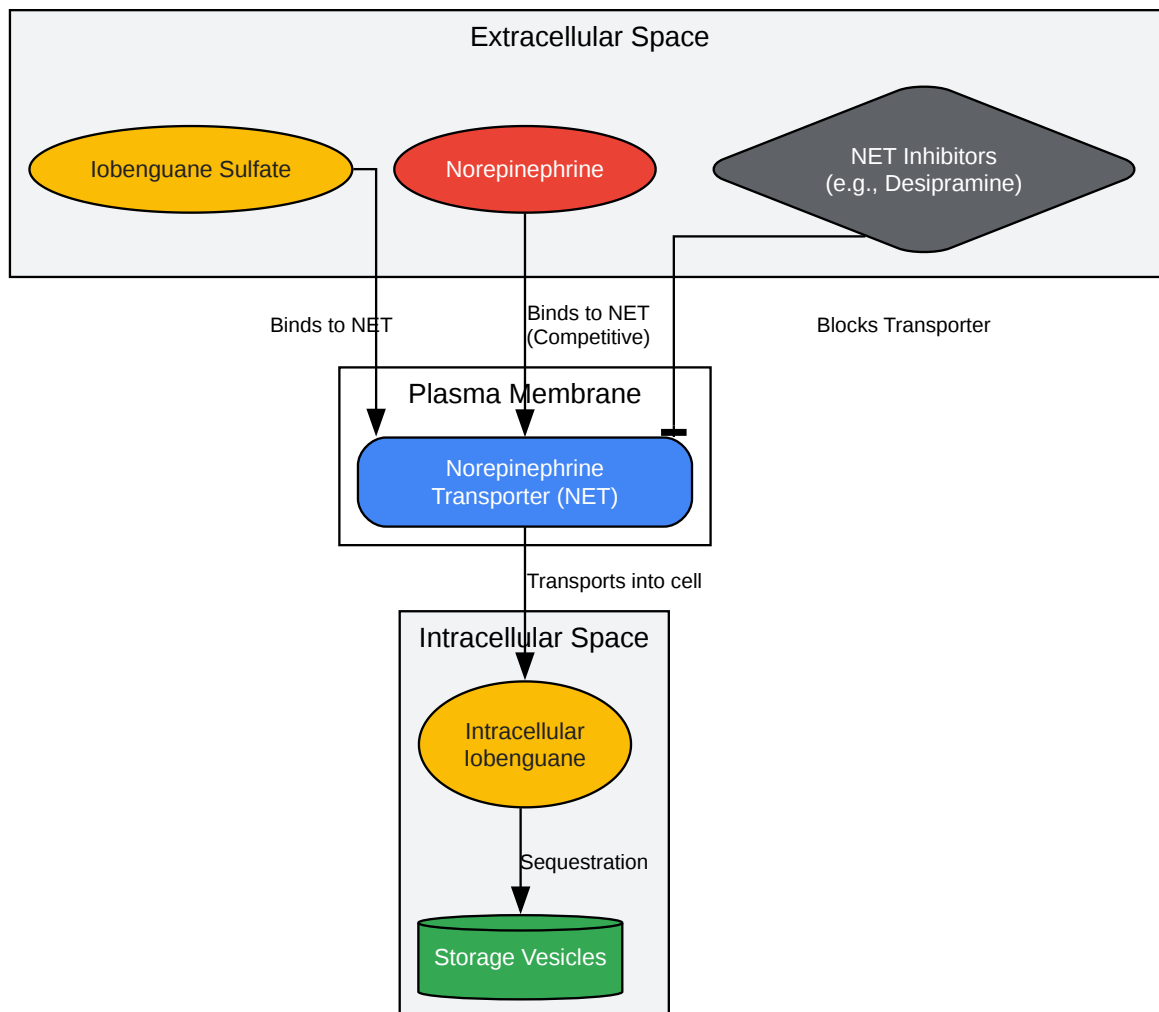 Extracellular Space
Iobenguane Sulfate
Norepinephrine
NET Inhibitors
(e.g., Desipramine)
Binds to NET
Binds to NET
(Competitive)
Blocks Transporter
Plasma Membrane
Norepinephrine
Transporter (NET)
Transports into cell
Intracellular Space
Intracellular
Iobenguane
Sequestration
Storage Vesicles